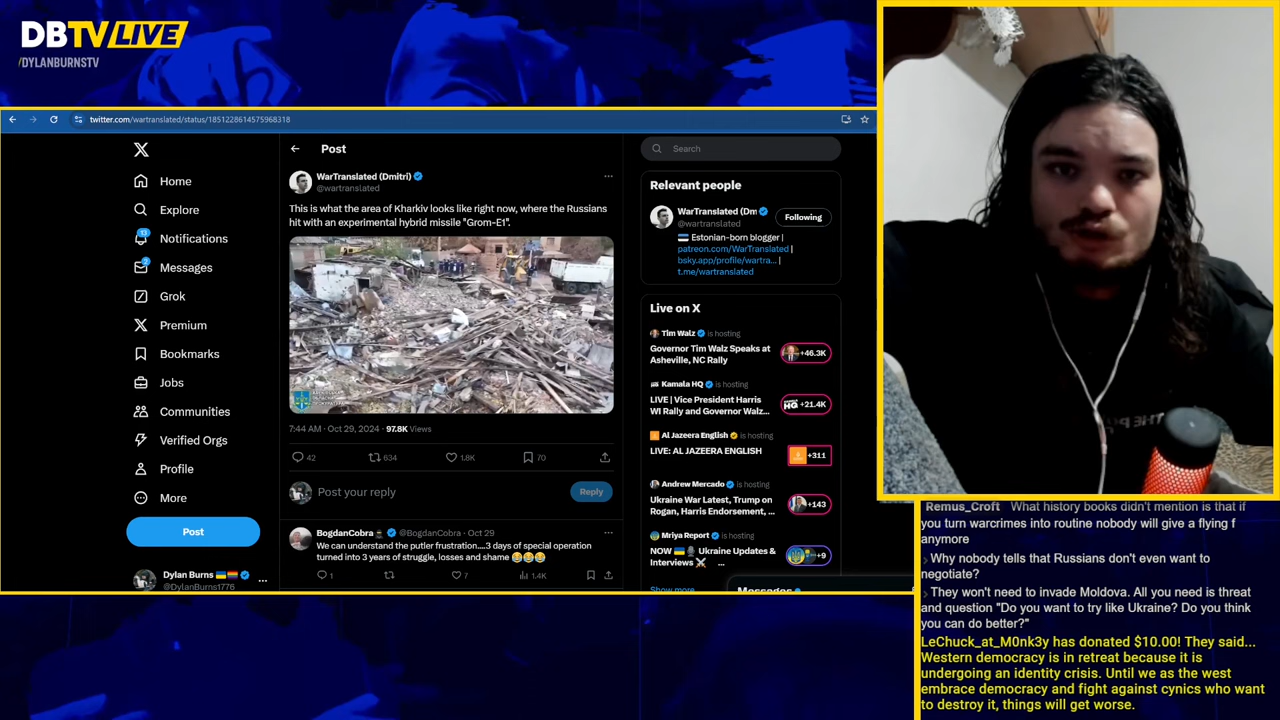 DBTV LIVE
/DYLANBURNSTV
twitter.com/wartranslated/status/1851228614575968318
Home
Explore
13
Notifications
2
Messages
Grok
Premium
Bookmarks
Jobs
Communities
Verified Orgs
Profile
More
Post
Dylan Burns
@DylanBurns1776
Post
WarTranslated (Dmitri)
@wartranslated
This is what the area of Kharkiv looks like right now, where the Russians
hit with an experimental hybrid missile "Grom-E1".
7:44 AM · Oct 29, 2024 · 97.8K Views
42 634 1.8K 70
Post your reply
Reply
BogdanCobra @BogdanCobra · Oct 29
We can understand the putler frustration....3 days of special operation
turned into 3 years of struggle, losses and shame
1 7 1.4K
Search
Relevant people
WarTranslated (Dm
@wartranslated
Following
Estonian-born blogger |
patreon.com/WarTranslated |
bsky.app/profile/wartra... |
t.me/wartranslated
Live on X
Tim Walz is hosting
Governor Tim Walz Speaks at
Asheville, NC Rally
+46.3K
Kamala HQ is hosting
LIVE | Vice President Harris
WI Rally and Governor Walz...
HQ +21.4K
Al Jazeera English is hosting
LIVE: AL JAZEERA ENGLISH
+311
Andrew Mercado is hosting
Ukraine War Latest, Trump on
Rogan, Harris Endorsement, ...
+143
Mriya Report is hosting
NOW Ukraine Updates &
Interviews ...
+9
Show more
Messages
THE P
Remus_Croft What history books didn't mention is that if
you turn warcrimes into routine nobody will give a flying f
anymore
Why nobody tells that Russians don't even want to
negotiate?
They won't need to invade Moldova. All you need is threat
and question "Do you want to try like Ukraine? Do you think
you can do better?"
LeChuck_at_M0nk3y has donated $10.00! They said...
Western democracy is in retreat because it is
undergoing an identity crisis. Until we as the west
embrace democracy and fight against cynics who want
to destroy it, things will get worse.